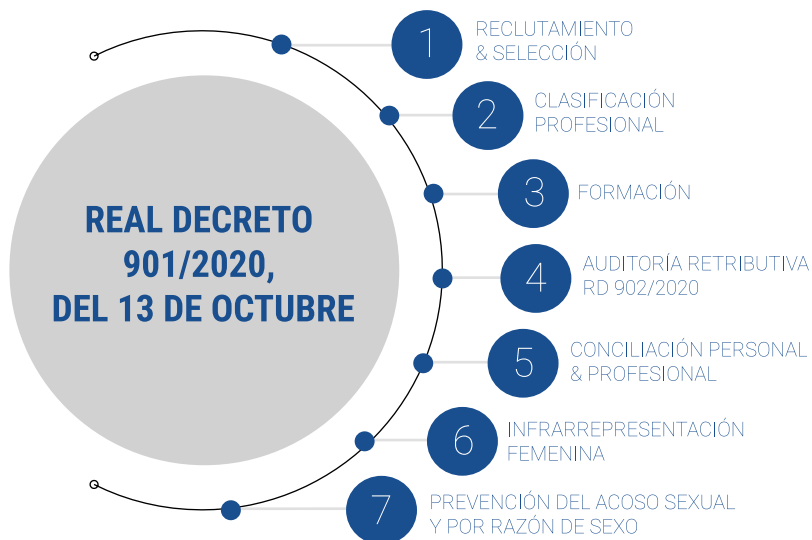 REAL DECRETO
901/2020,
DEL 13 DE OCTUBRE
1
RECLUTAMIENTO
& SELECCIÓN
2
CLASIFICACIÓN
PROFESIONAL
3
FORMACIÓN
4
AUDITORÍA RETRIBUTIVA
RD 902/2020
5
CONCILIACIÓN PERSONAL
& PROFESIONAL
6
INFRARREPRESENTACIÓN
FEMENINA
7
PREVENCIÓN DEL ACOSO SEXUAL
Y POR RAZÓN DE SEXO